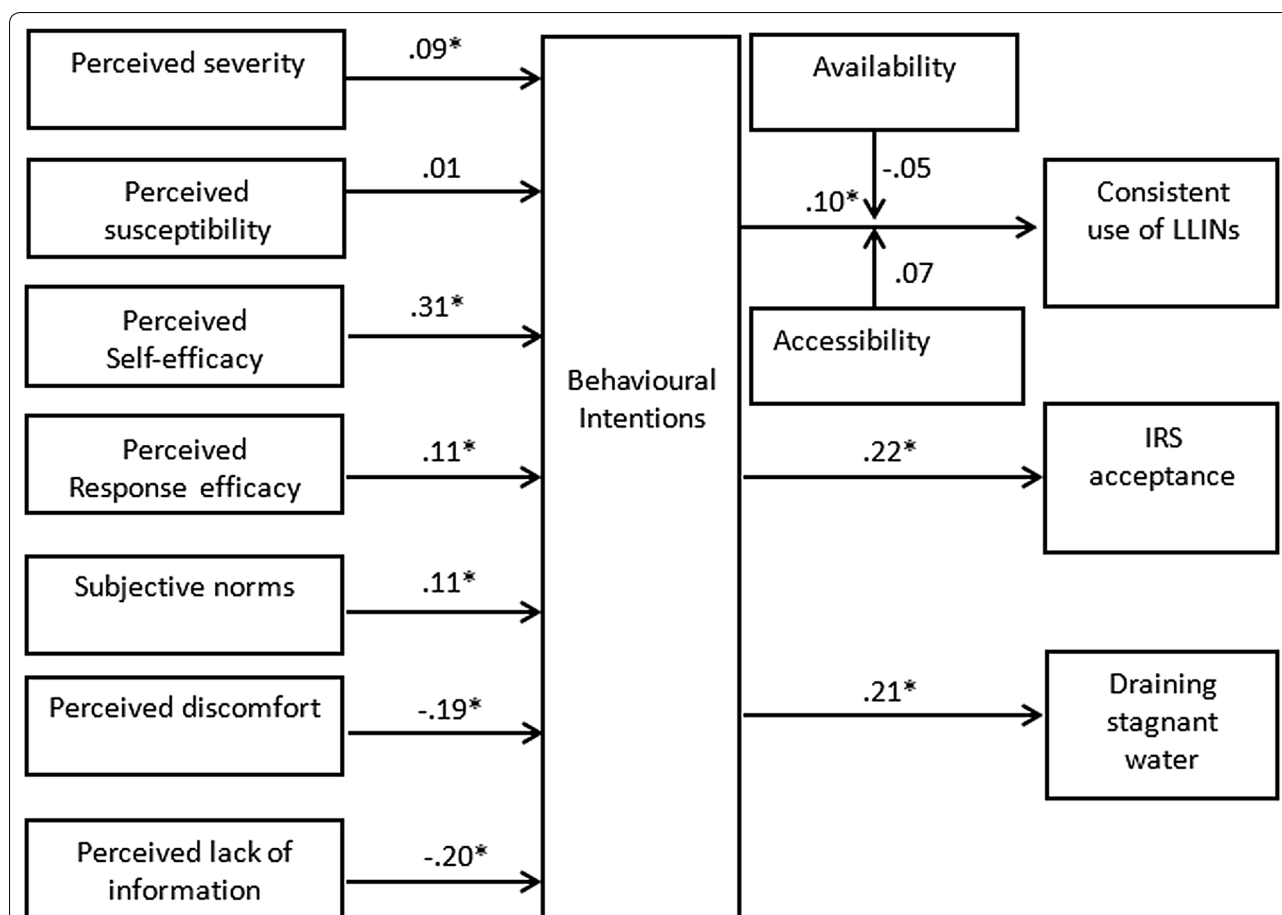 Perceived severity
.09*
Perceived
susceptibility
.01
Perceived
Self-efficacy
.31*
Perceived
Response efficacy
.11*
Subjective norms
.11*
Perceived discomfort
-.19*
Perceived lack of
information
-.20*
Behavioural
Intentions
Availability
-.05
.10*
.07
Accessibility
Consistent
use of LLINs
.22*
IRS
acceptance
.21*
Draining
stagnant
water